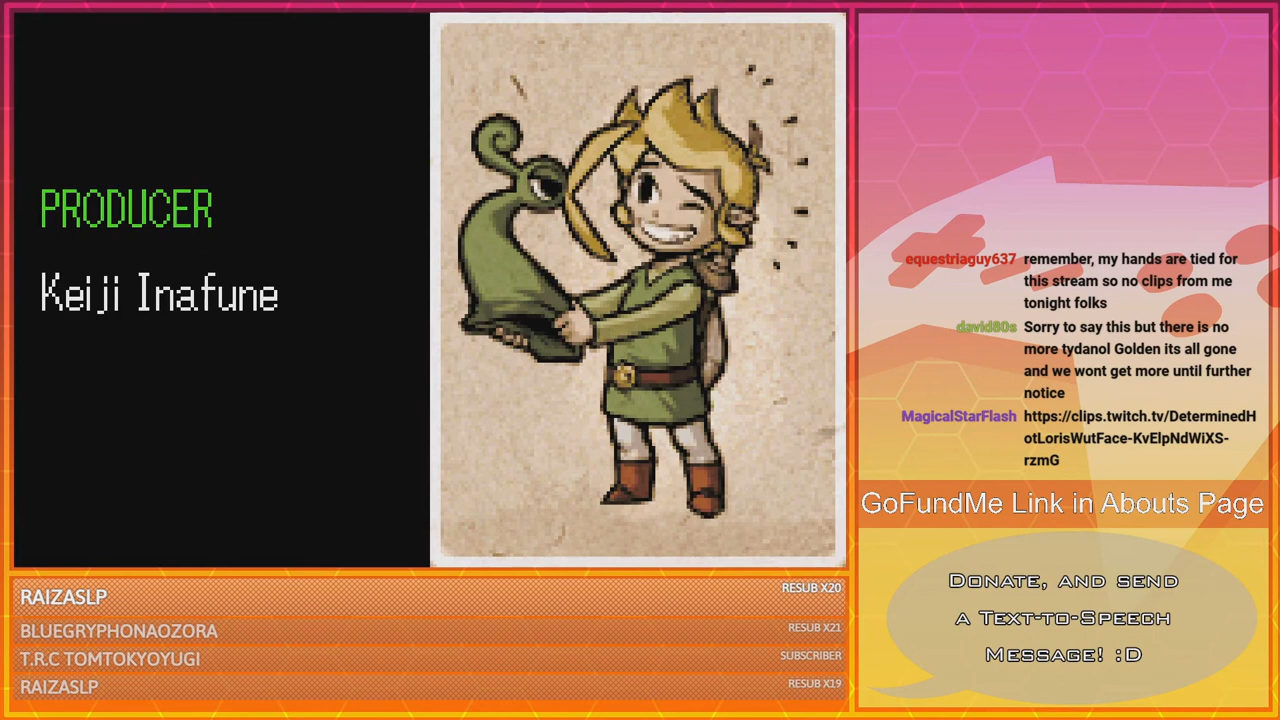 PRODUCER
Keiji Inafune
equestriaguy637 remember, my hands are tied for
this stream so no clips from me
tonight folks
david80s Sorry to say this but there is no
more tydanol Golden its all gone
and we wont get more until further
notice
MagicalStarFlash https://clips.twitch.tv/DeterminedH
otLorisWutFace-KvElpNdWiXS-
rzmG
GoFundMe Link in Abouts Page
Donate, and send
a Text-to-Speech
Message! :D
RAIZASLP RESUB X20
BLUEGRYPHONAOZORA RESUB X21
T.R.C TOMTOKYOYUGI SUBSCRIBER
RAIZASLP RESUB X19